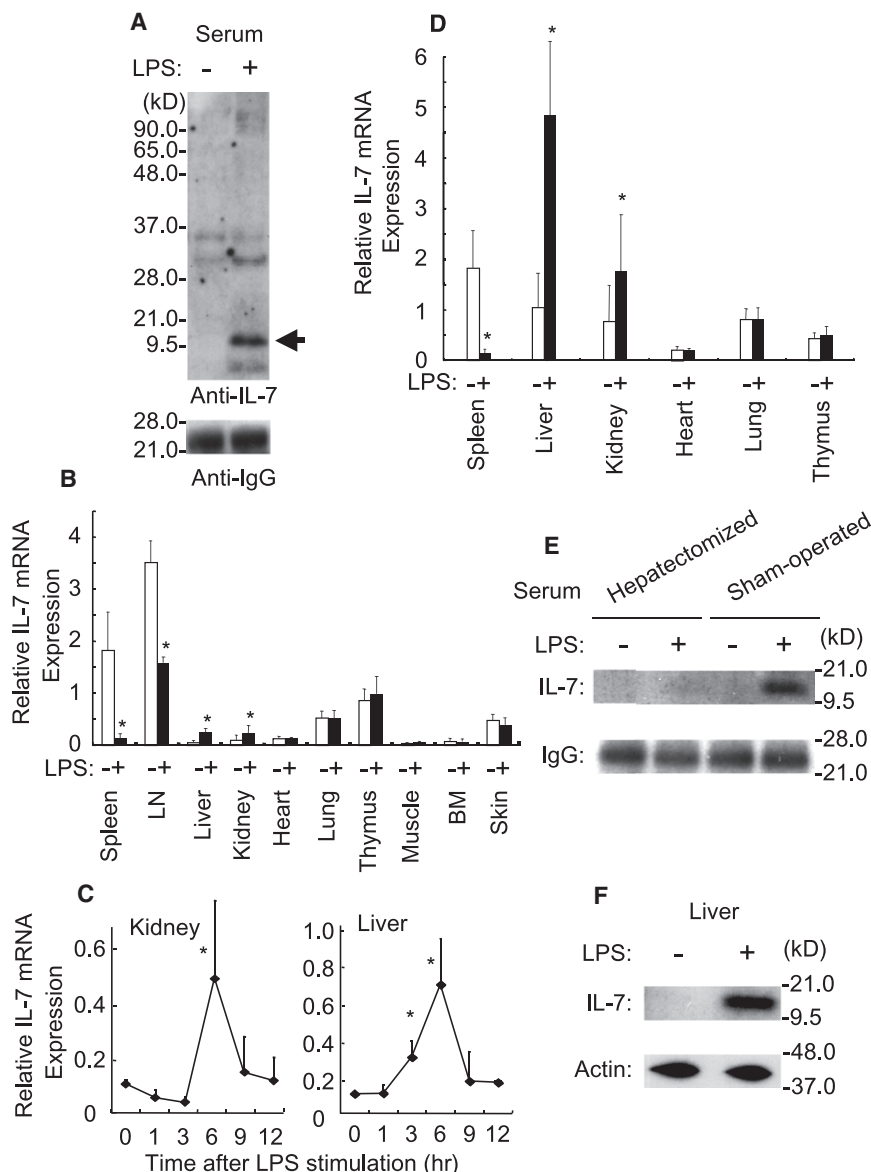 A
Serum
LPS: - +
(kD)
90.0-
65.0-
48.0-
37.0-
28.0-
21.0-
9.5-
Anti-IL-7
28.0-
21.0-
Anti-IgG
B
Relative IL-7 mRNA
Expression
4
3
2
1
0
* * * *
LPS: -+ -+ -+ -+ -+ -+ -+ -+ -+ -+
Spleen
LN
Liver
Kidney
Heart
Lung
Thymus
Muscle
BM
Skin
C
Relative IL-7 mRNA
Expression
Kidney
*
0.6
0.4
0.2
0
0 1 3 6 9 12
Liver
* *
1.0
0.8
0.6
0.4
0.2
0
0 1 3 6 9 12
Time after LPS stimulation (hr)
D
Relative IL-7 mRNA
Expression
6
5
4
3
2
1
0
* * *
LPS: -+ -+ -+ -+ -+ -+
Spleen
Liver
Kidney
Heart
Lung
Thymus
E
Hepatectomized
Sham-operated
Serum
LPS: - + - + (kD)
IL-7:
-21.0
-9.5
IgG:
-28.0
-21.0
F
Liver
LPS: - + (kD)
IL-7:
-21.0
-9.5
Actin:
-48.0
-37.0